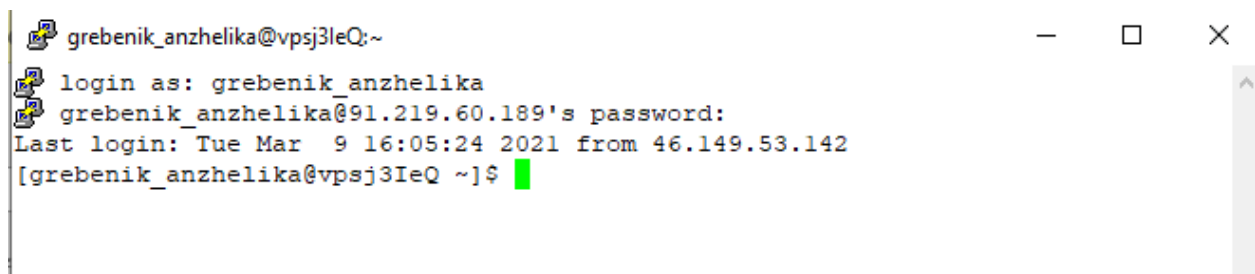 grebenik_anzhelika@vpsj3IeQ:~
login as: grebenik_anzhelika
grebenik_anzhelika@91.219.60.189's password:
Last login: Tue Mar  9 16:05:24 2021 from 46.149.53.142
[grebenik_anzhelika@vpsj3IeQ ~]$